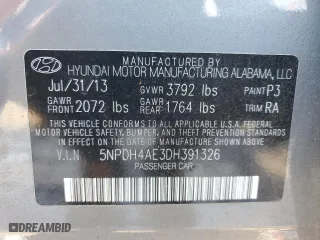 MANUFACTURED BY
HYUNDAI MOTOR MANUFACTURING ALABAMA, LLC
Jul/31/13 GVWR 3792 lbs PAINT P3
GAWR FRONT 2072 lbs GAWR REAR 1764 lbs TRIM RA
THIS VEHICLE CONFORMS TO ALL APPLICABLE U.S.A FEDERAL MOTOR
VEHICLE SAFETY, BUMPER, AND THEFT PREVENTION STANDARDS IN
EFFECT ON THE DATE OF MANUFACTURE SHOWN ABOVE.
V.I.N. 5NPDH4AE3DH391326
PASSENGER CAR